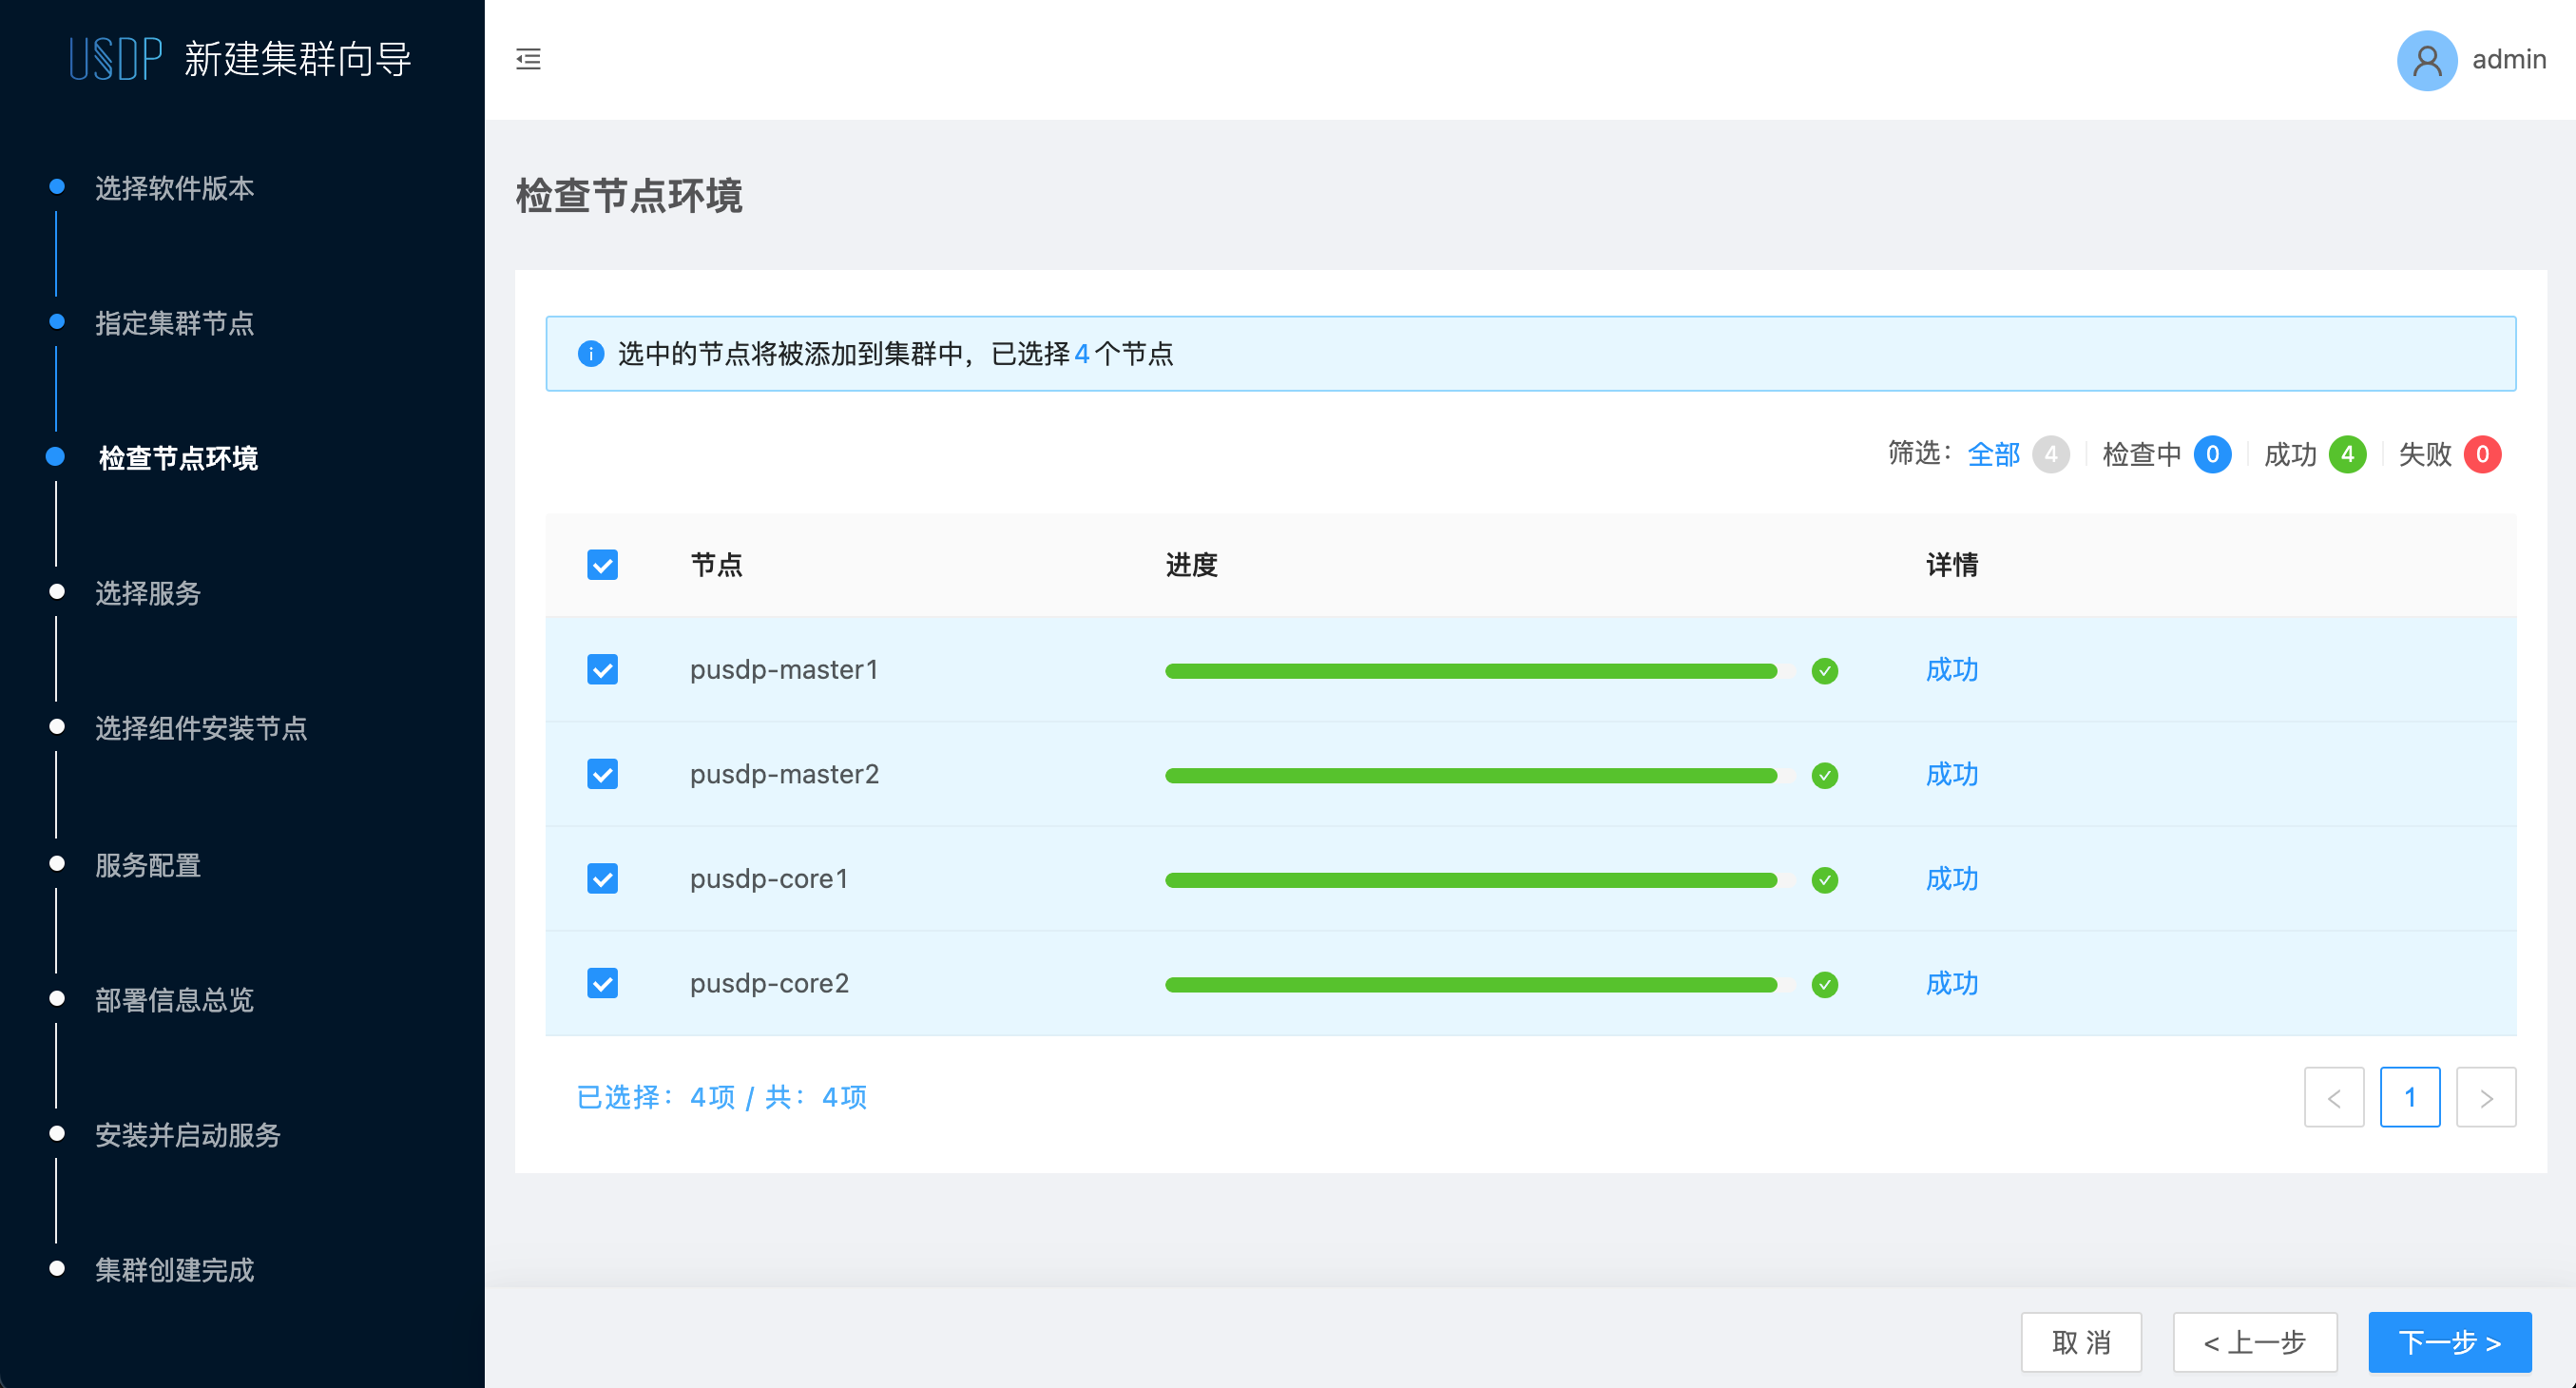 USDP 新建集群向导
admin
选择软件版本
指定集群节点
检查节点环境
选择服务
选择组件安装节点
服务配置
部署信息总览
安装并启动服务
集群创建完成
检查节点环境
选中的节点将被添加到集群中，已选择4个节点
筛选： 全部 4 检查中 0 成功 4 失败 0
节点 进度 详情
pusdp-master1 成功
pusdp-master2 成功
pusdp-core1 成功
pusdp-core2 成功
已选择： 4项 / 共： 4项
< 1 >
取 消 < 上一步 下一步 >